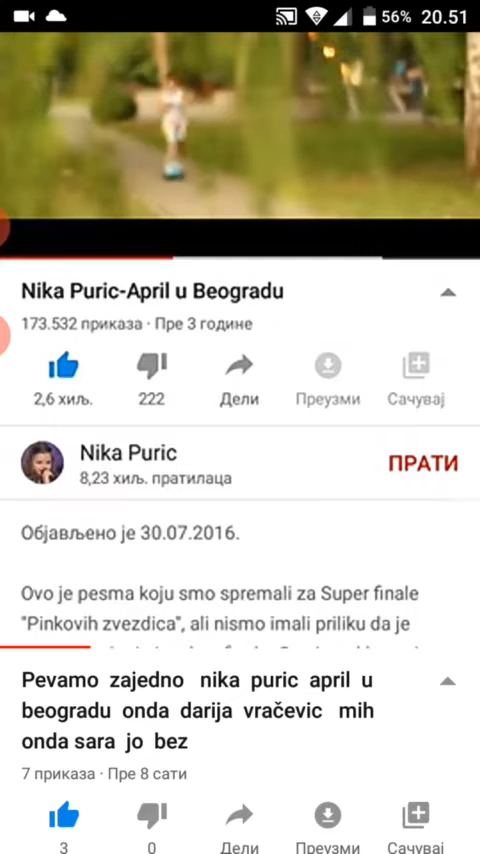 56% 20.51
Nika Puric-April u Beogradu
173.532 приказа · Пре 3 године
2,6 хиљ. 222 Дели Преузми Сачувај
Nika Puric
8,23 хиљ. пратилаца
ПРАТИ
Објављено је 30.07.2016.
Ovo je pesma koju smo spremali za Super finale
"Pinkovih zvezdica", ali nismo imali priliku da je
Pevamo zajedno nika puric april u
beogradu onda darija vračevic mih
onda sara jo bez
7 приказа · Пре 8 сати
3 0 Дели Преузми Сачувај